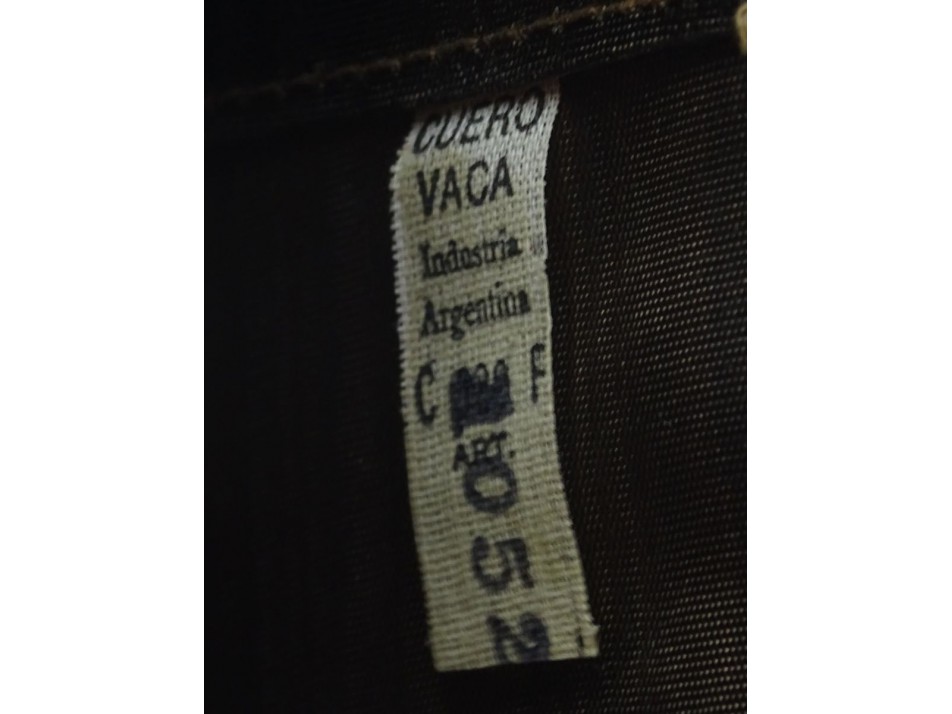 CUERO
VACA
Industria
Argentina
C F
ART.
052